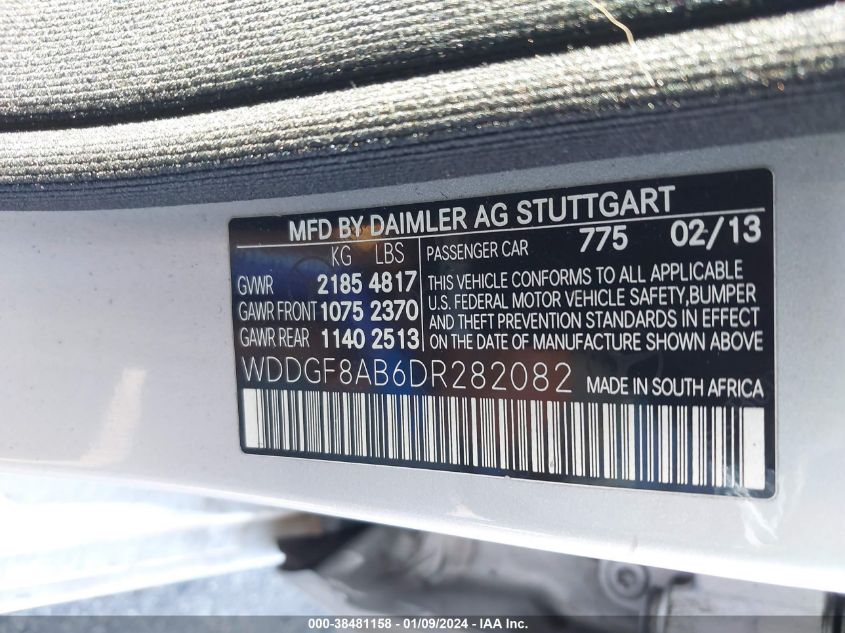 MFD BY DAIMLER AG STUTTGART
KG LBS
GVWR 2185 4817
GAWR FRONT 1075 2370
GAWR REAR 1140 2513
PASSENGER CAR 775 02/13
THIS VEHICLE CONFORMS TO ALL APPLICABLE
U.S. FEDERAL MOTOR VEHICLE SAFETY,BUMPER
AND THEFT PREVENTION STANDARDS IN EFFECT
ON THE DATE OF MANUFACTURE SHOWN ABOVE
WDDGF8AB6DR282082 MADE IN SOUTH AFRICA
000-38481158 - 01/09/2024 - IAA Inc.